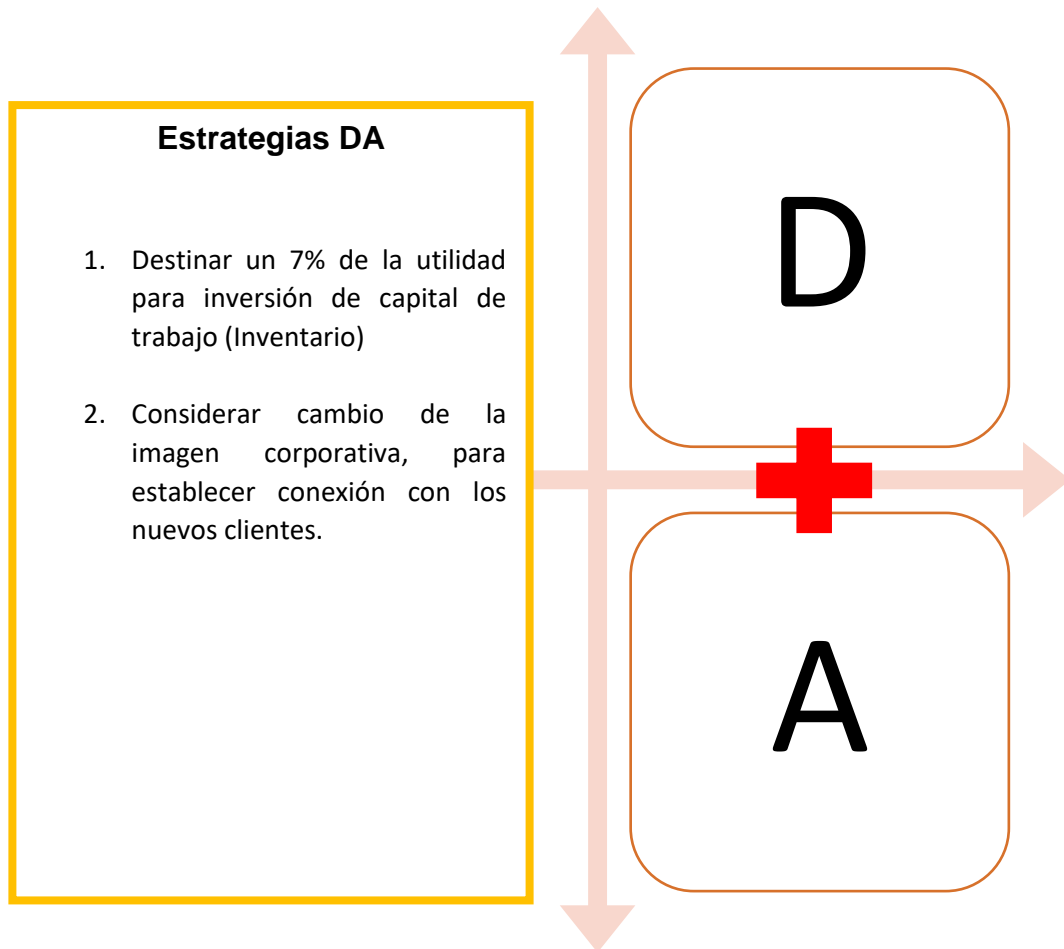 Estrategias DA
1. Destinar un 7% de la utilidad
para inversión de capital de
trabajo (Inventario)
2. Considerar cambio de la
imagen corporativa, para
establecer conexión con los
nuevos clientes.
D
A